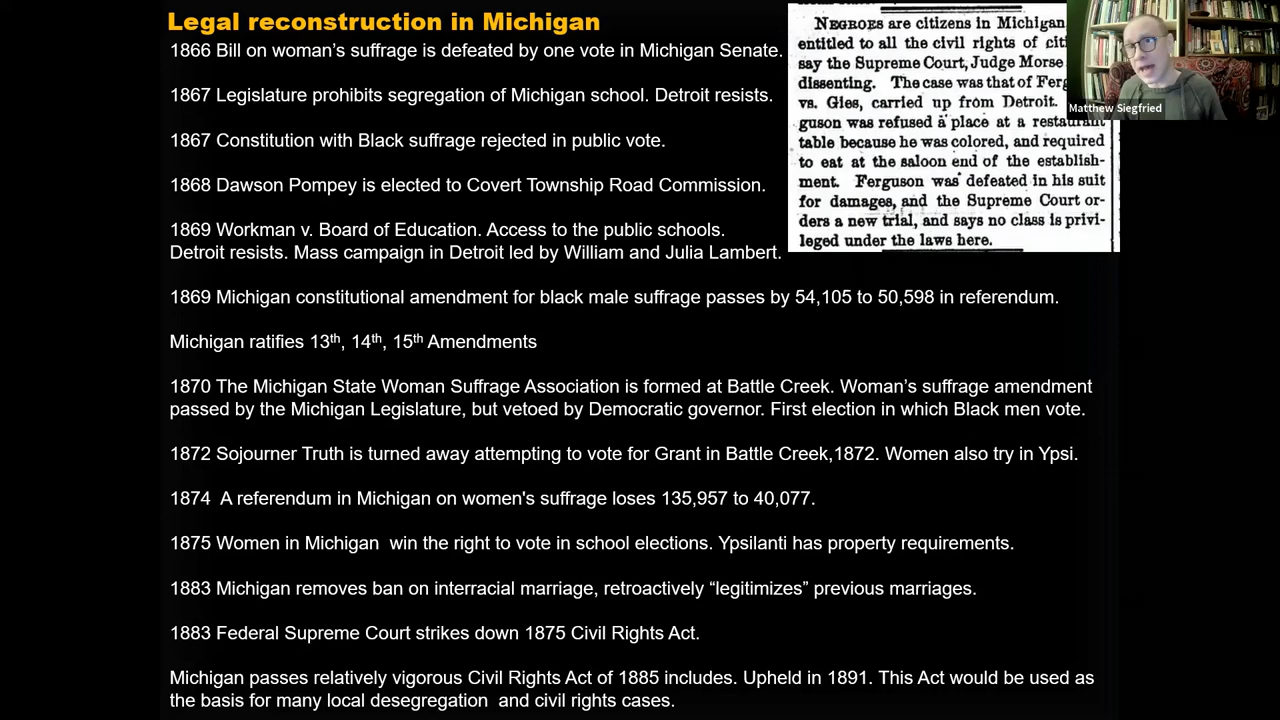 Legal reconstruction in Michigan
1866 Bill on woman's suffrage is defeated by one vote in Michigan Senate.
1867 Legislature prohibits segregation of Michigan school. Detroit resists.
1867 Constitution with Black suffrage rejected in public vote.
1868 Dawson Pompey is elected to Covert Township Road Commission.
1869 Workman v. Board of Education. Access to the public schools.
Detroit resists. Mass campaign in Detroit led by William and Julia Lambert.
1869 Michigan constitutional amendment for black male suffrage passes by 54,105 to 50,598 in referendum.
Michigan ratifies 13th, 14th, 15th Amendments
1870 The Michigan State Woman Suffrage Association is formed at Battle Creek. Woman's suffrage amendment
passed by the Michigan Legislature, but vetoed by Democratic governor. First election in which Black men vote.
1872 Sojourner Truth is turned away attempting to vote for Grant in Battle Creek,1872. Women also try in Ypsi.
1874 A referendum in Michigan on women's suffrage loses 135,957 to 40,077.
1875 Women in Michigan win the right to vote in school elections. Ypsilanti has property requirements.
1883 Michigan removes ban on interracial marriage, retroactively “legitimizes” previous marriages.
1883 Federal Supreme Court strikes down 1875 Civil Rights Act.
Michigan passes relatively vigorous Civil Rights Act of 1885 includes. Upheld in 1891. This Act would be used as
the basis for many local desegregation and civil rights cases.
NEGROES are citizens in Michigan,
entitled to all the civil rights of
say the Supreme Court, Judge Morse
dissenting. The case was that of
vs. Gies, carried up from Detroit.
guson was refused a place at a restaurant
table because he was colored, and required
to eat at the saloon end of the establish-
ment. Ferguson was defeated in his suit
for damages, and the Supreme Court or-
ders a new trial, and says no class is privi-
leged under the laws here.
Matthew Siegfried